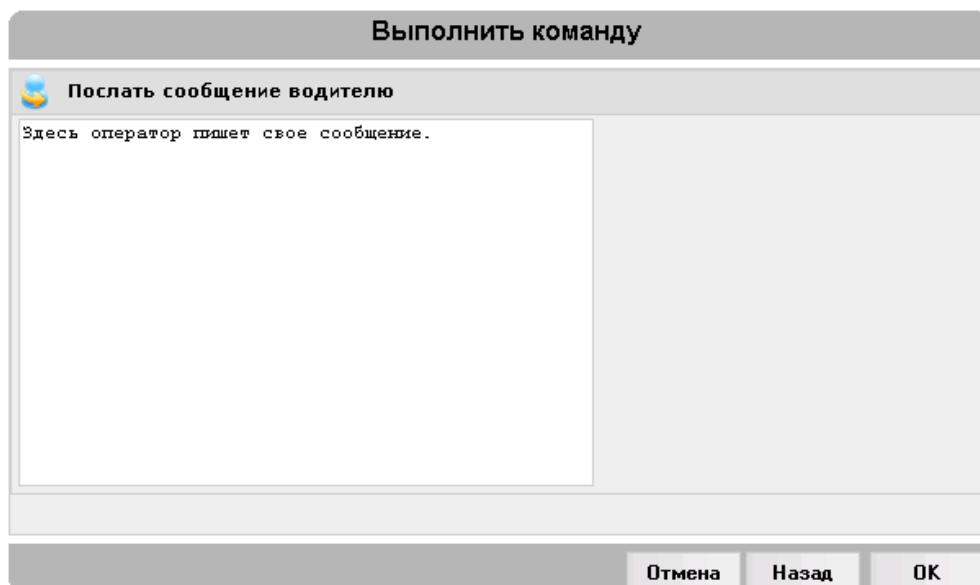 Выполнить команду
Послать сообщение водителю
Здесь оператор пишет свое сообщение.
Отмена Назад OK